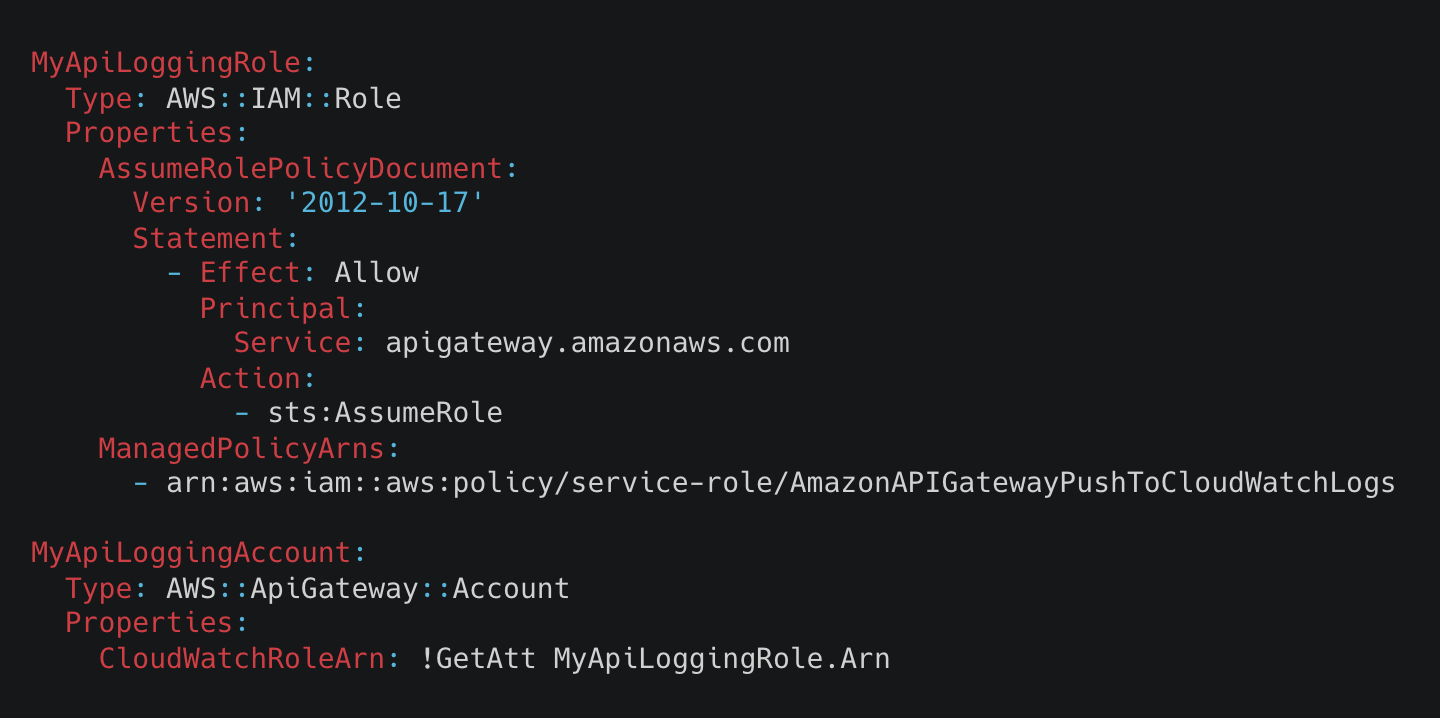 MyApiLoggingRole:
  Type: AWS::IAM::Role
  Properties:
    AssumeRolePolicyDocument:
      Version: '2012-10-17'
      Statement:
        - Effect: Allow
          Principal:
            Service: apigateway.amazonaws.com
          Action:
            - sts:AssumeRole
    ManagedPolicyArns:
      - arn:aws:iam::aws:policy/service-role/AmazonAPIGatewayPushToCloudWatchLogs

MyApiLoggingAccount:
  Type: AWS::ApiGateway::Account
  Properties:
    CloudWatchRoleArn: !GetAtt MyApiLoggingRole.Arn